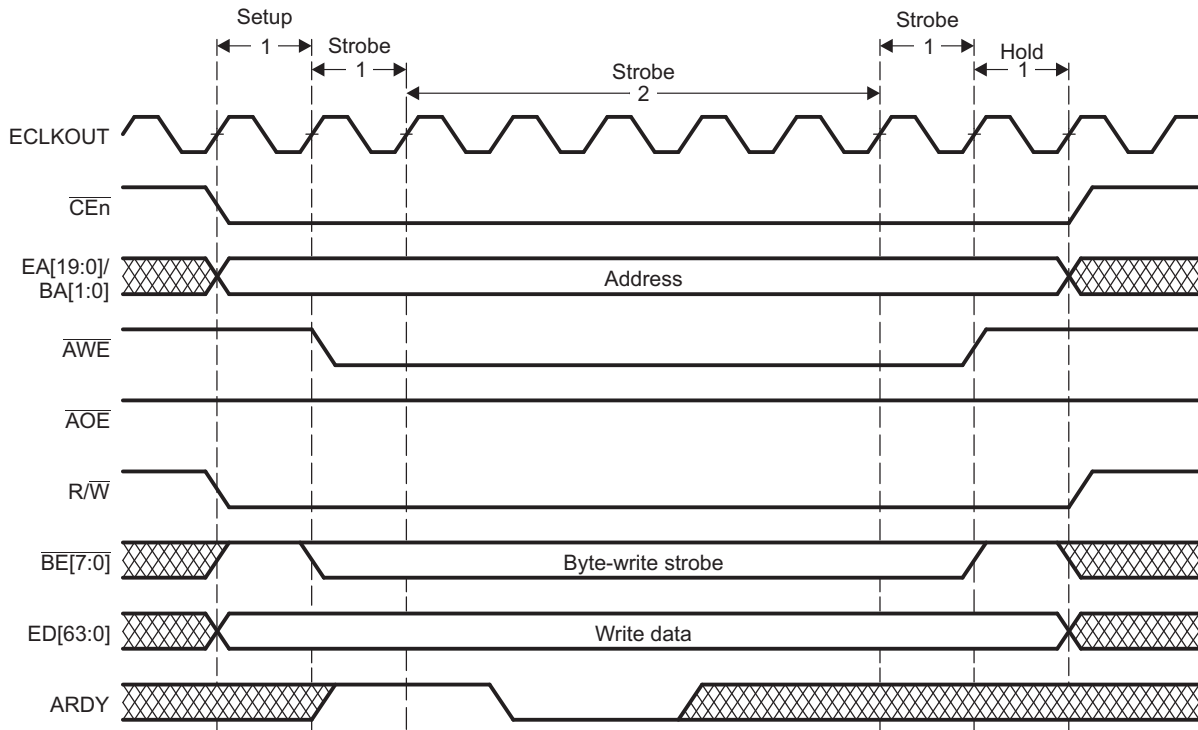 Setup
1
Strobe
1
Strobe
2
Strobe
1
Hold
1
ECLKOUT
CEn
EA[19:0]/
BA[1:0]
Address
AWE
AOE
R/W
BE[7:0]
Byte-write strobe
ED[63:0]
Write data
ARDY